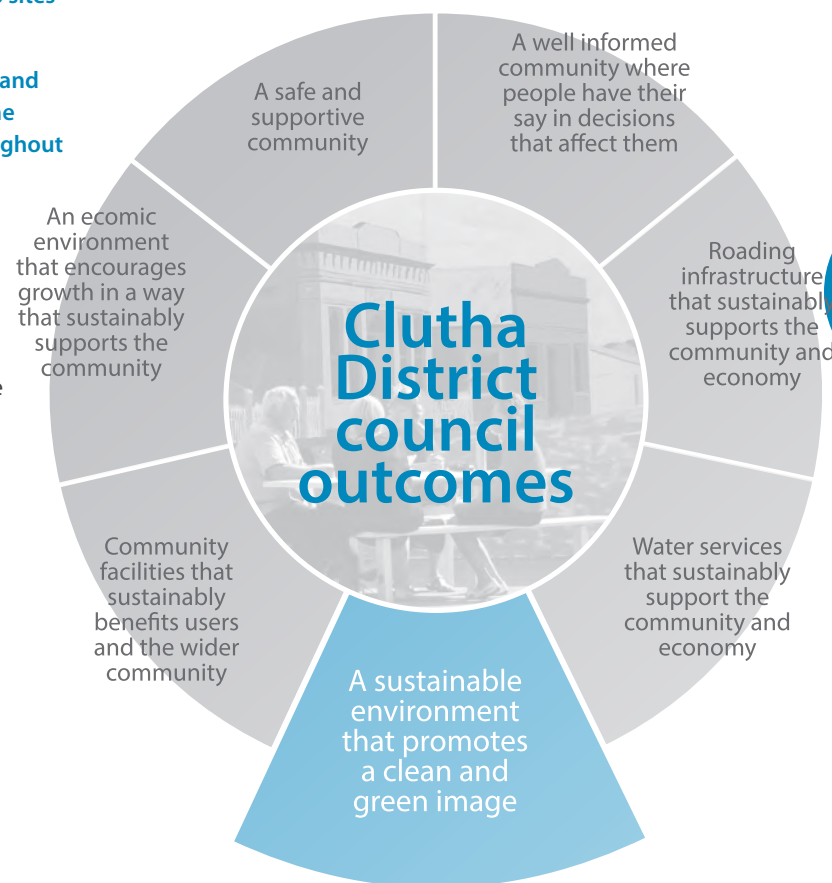 sites
and
ghout
A well informed
community where
people have their
say in decisions
that affect them
A safe and
supportive
community
An ecomic
environment
that encourages
growth in a way
that sustainably
supports the
community
Roading
infrastructure
that sustainably
supports the
community and
economy
Clutha
District
council
outcomes
Community
facilities that
sustainably
benefits users
and the wider
community
Water services
that sustainably
support the
community and
economy
A sustainable
environment
that promotes
a clean and
green image